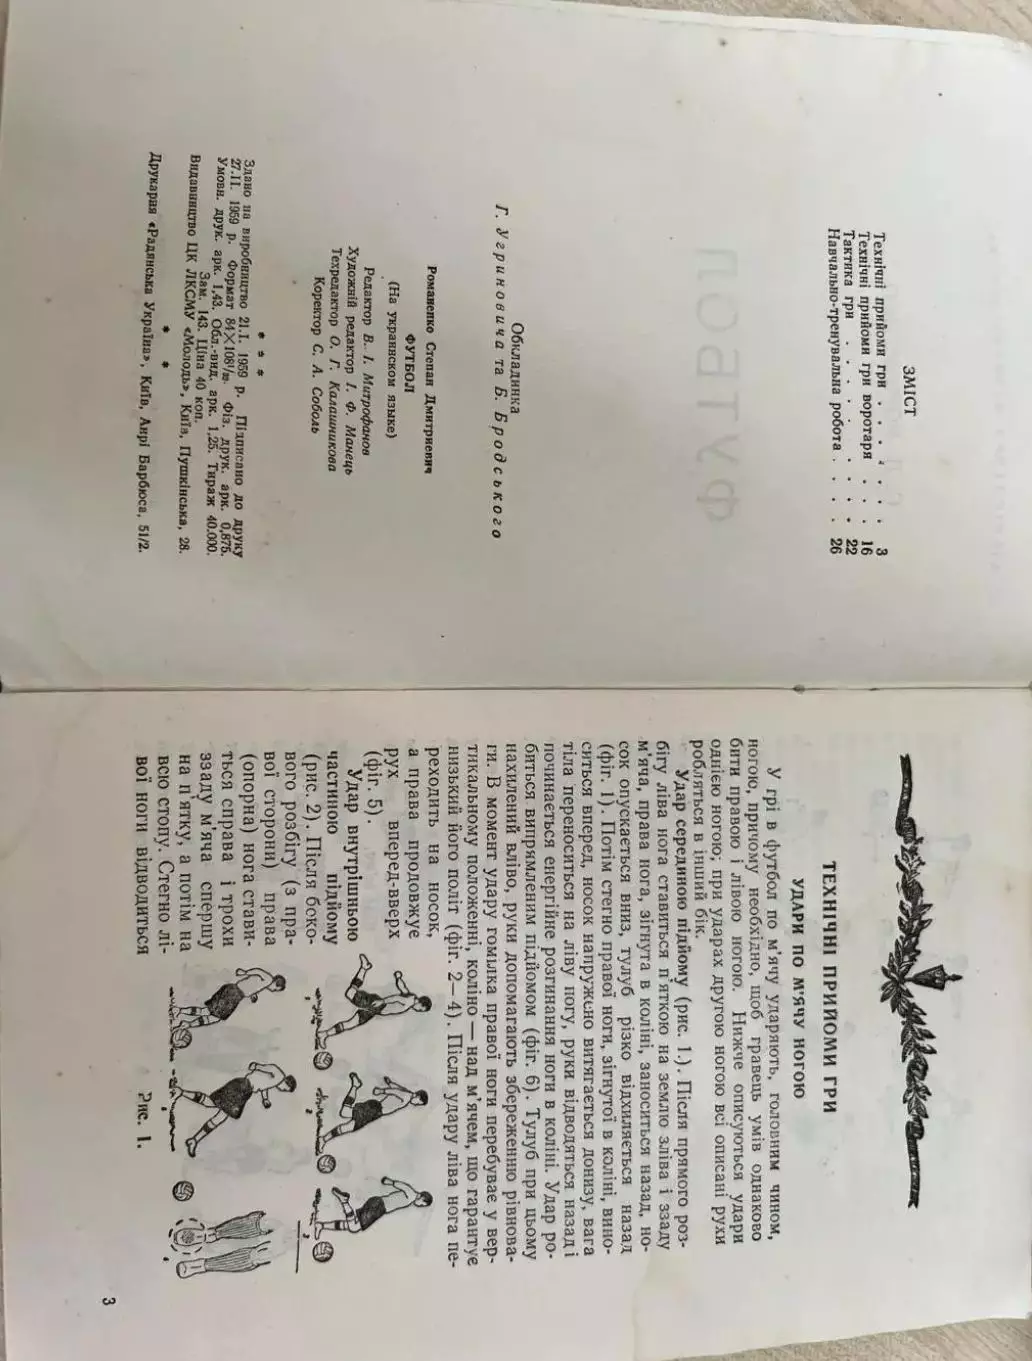 ЗМІСТ
Технічні прийоми гри . . . . . . . 3
Технічні прийоми гри воротаря . . . 16
Тактика гри . . . . . . . . 22
Навчально-тренувальна робота . . . . 26
Обкладинка
Г. Угриновича та Б. Бродського
Романенко Степан Дмитриевич
ФУТБОЛ
(На украинском языке)
Редактор В. І. Митрофанов
Художній редактор І. Ф. Манець
Техредактор О. Г. Калашникова
Коректор С. А. Соболь
* * *
Здано на виробництво 21.I. 1959 р. Підписано до друку
27.II. 1959 р. Формат 84×108¹/₃₂. Фіз. друк. арк. 0,875.
Умовн. друк. арк. 1,43. Обл.-вид. арк. 1,25. Тираж 40.000.
Зам. 143. Ціна 40 коп.
Видавництво ЦК ЛКСМУ «Молодь», Київ, Пушкінська, 28.
* * *
Друкарня «Радянська Україна», Київ, Анрі Барбюса, 51/2.
ТЕХНІЧНІ ПРИЙОМИ ГРИ
УДАРИ ПО М'ЯЧУ НОГОЮ
У грі в футбол по м'ячу ударяють, головним чином,
ногою, причому необхідно, щоб гравець умів однаково
бити правою і лівою ногою. Нижче описуються удари
однією ногою; при ударах другою ногою всі описані рухи
робляться в інший бік.
Удар серединою підйому (рис. 1.). Після прямого роз-
бігу ліва нога ставиться п'яткою на землю зліва і ззаду
м'яча, права нога, зігнута в коліні, заноситься назад, но-
сок опускається вниз, тулуб різко відхиляється назад
(фіг. 1). Потім стегно правої ноги, зігнутої в коліні, вино-
ситься вперед, носок напружено витягається донизу, вага
тіла переноситься на ліву ногу, руки відводяться назад і
починається енергійне розгинання ноги в коліні. Удар ро-
биться випрямленим підйомом (фіг. 6). Тулуб при цьому
нахилений вліво, руки допомагають збереженню рівнова-
ги. В момент удару гомілка правої ноги перебуває у вер-
тикальному положенні, коліно — над м'ячем, що гарантує
низький його політ (фіг. 2—4). Після удару ліва нога пе-
реходить на носок,
а права продовжує
рух вперед-вверх
(фіг. 5).
Удар внутрішньою
частиною підйому
(рис. 2). Після боко-
вого розбігу (з пра-
вої сторони) права
(опорна) нога стави-
ться справа і трохи
ззаду м'яча спершу
на п'ятку, а потім на
всю стопу. Стегно лі-
вої ноги відводиться
Рис. 1.
3